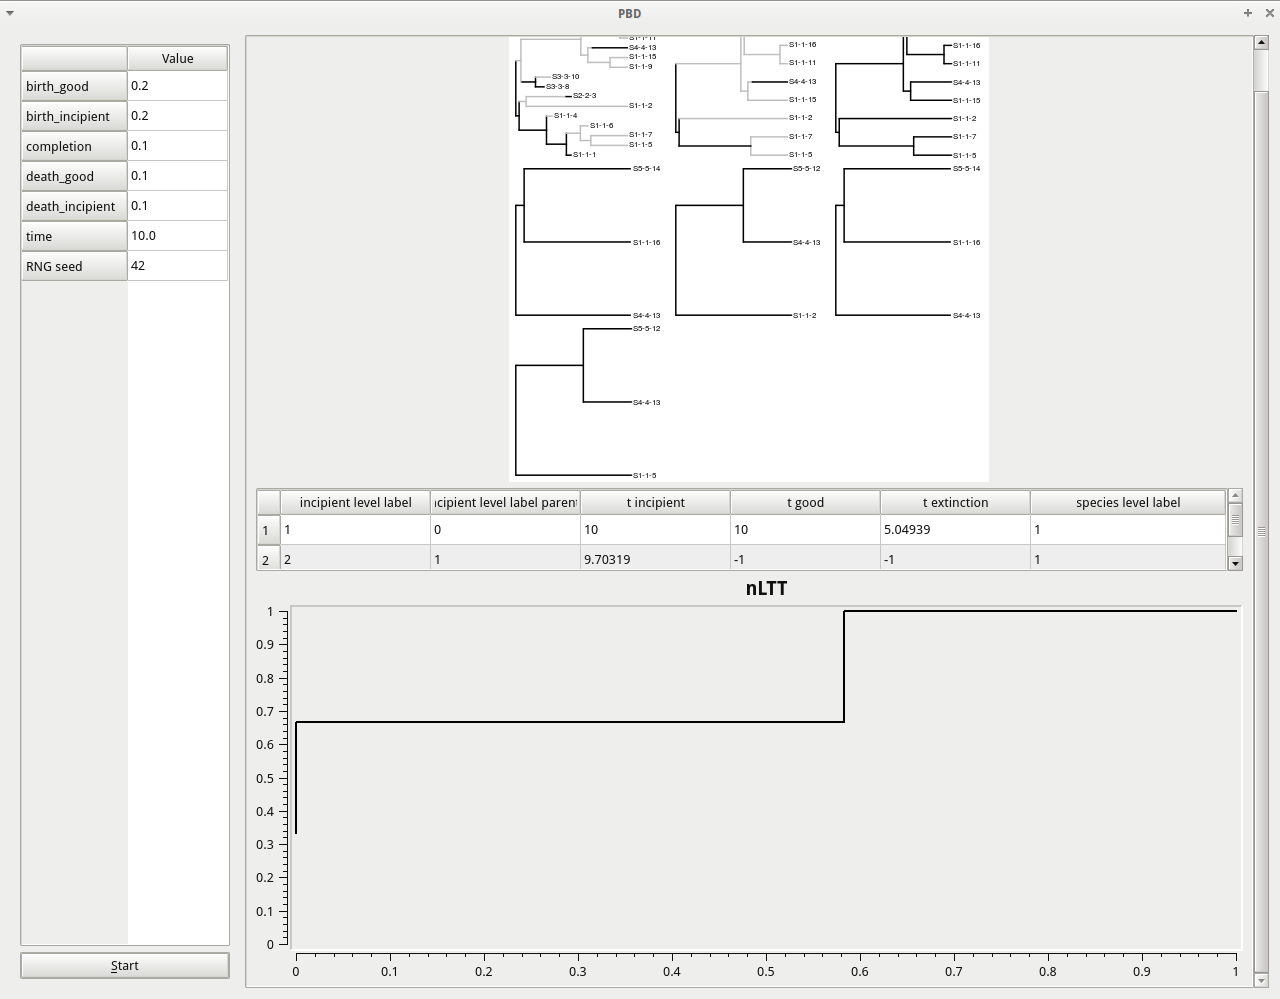 PBD
Value
birth_good 0.2
birth_incipient 0.2
completion 0.1
death_good 0.1
death_incipient 0.1
time 10.0
RNG seed 42
Start
S4-4-13
S1-1-15
S1-1-9
S3-3-10
S3-3-8
S2-2-3
S1-1-2
S1-1-4
S1-1-6
S1-1-7
S1-1-5
S1-1-1
S1-1-16
S1-1-11
S4-4-13
S1-1-15
S1-1-2
S1-1-7
S1-1-5
S1-1-16
S1-1-11
S4-4-13
S1-1-15
S1-1-2
S1-1-7
S1-1-5
S5-5-14
S1-1-16
S4-4-13
S5-5-12
S4-4-13
S1-1-2
S5-5-14
S1-1-16
S4-4-13
S5-5-12
S4-4-13
S1-1-5
incipient level label cipient level label paren t incipient t good t extinction species level label
1 1 0 10 10 5.04939 1
2 2 1 9.70319 -1 -1 1
nLTT
1
0.9
0.8
0.7
0.6
0.5
0.4
0.3
0.2
0.1
0
0 0.1 0.2 0.3 0.4 0.5 0.6 0.7 0.8 0.9 1